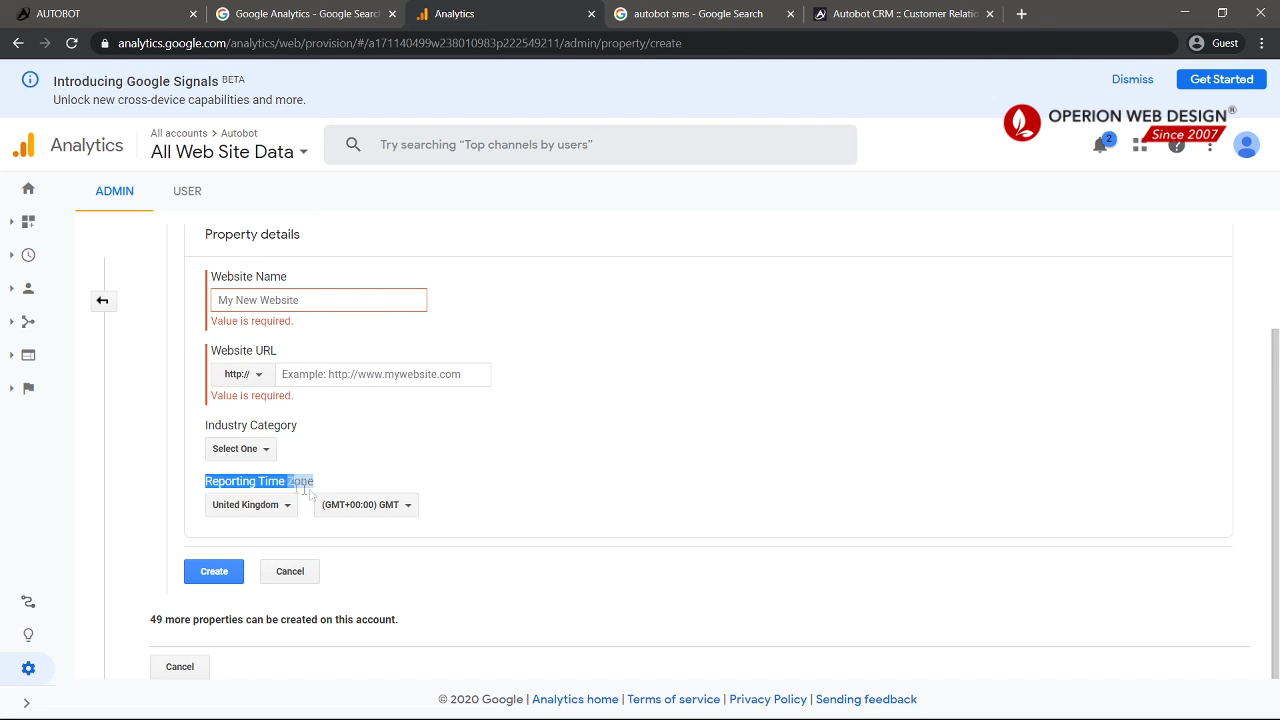 AUTOBOT
Google Analytics - Google Search
Analytics
autobot sms - Google Search
Autobot CRM :: Customer Relatio
analytics.google.com/analytics/web/provision/#/a171140499w238010983p222549211/admin/property/create
Guest
Introducing Google Signals BETA
Unlock new cross-device capabilities and more.
Dismiss
Get Started
OPERION WEB DESIGN®
Since 2007
Analytics
All accounts > Autobot
All Web Site Data
Try searching “Top channels by users”
2
ADMIN
USER
Property details
Website Name
My New Website
Value is required.
Website URL
http://
Example: http://www.mywebsite.com
Value is required.
Industry Category
Select One
Reporting Time Zone
United Kingdom
(GMT+00:00) GMT
Create
Cancel
49 more properties can be created on this account.
Cancel
© 2020 Google | Analytics home | Terms of service | Privacy Policy | Sending feedback